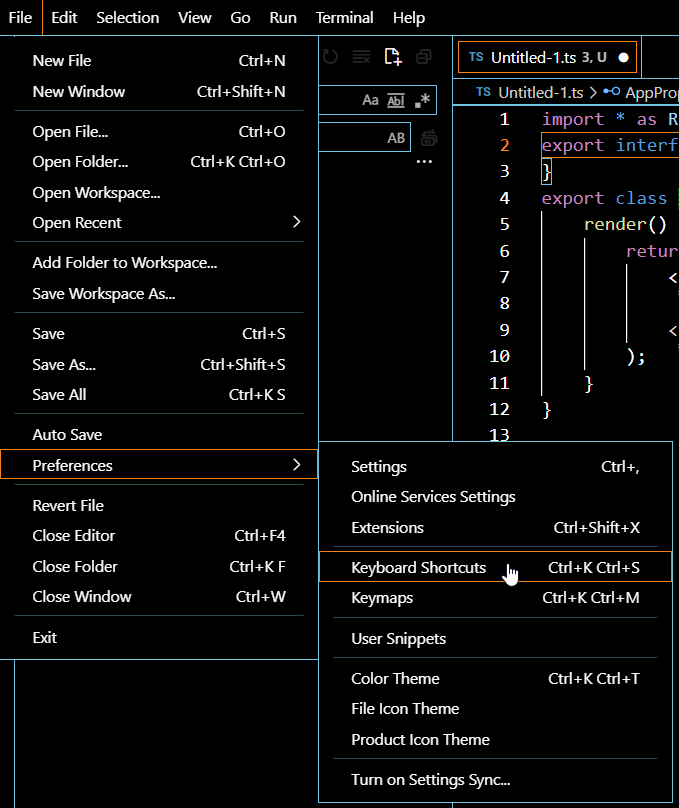 File Edit Selection View Go Run Terminal Help
New File Ctrl+N
New Window Ctrl+Shift+N
Open File... Ctrl+O
Open Folder... Ctrl+K Ctrl+O
Open Workspace...
Open Recent
Add Folder to Workspace...
Save Workspace As...
Save Ctrl+S
Save As... Ctrl+Shift+S
Save All Ctrl+K S
Auto Save
Preferences
Revert File
Close Editor Ctrl+F4
Close Folder Ctrl+K F
Close Window Ctrl+W
Exit
Aa Abl .*
AB
...
TS Untitled-1.ts 3, U
TS Untitled-1.ts > AppProp
1 import * as R
2 export interf
3 }
4 export class
5 render()
6 retur
7 <
8
9 <
10 );
11 }
12 }
13
Settings Ctrl+,
Online Services Settings
Extensions Ctrl+Shift+X
Keyboard Shortcuts Ctrl+K Ctrl+S
Keymaps Ctrl+K Ctrl+M
User Snippets
Color Theme Ctrl+K Ctrl+T
File Icon Theme
Product Icon Theme
Turn on Settings Sync...